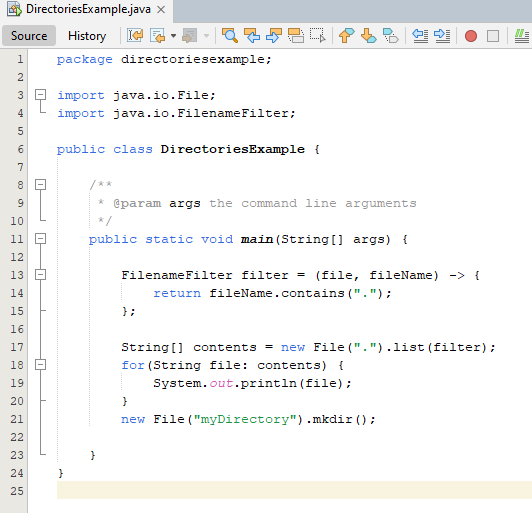 DirectoriesExample.java
Source History
1 package directoriesexample;
2
3 import java.io.File;
4 import java.io.FilenameFilter;
5
6 public class DirectoriesExample {
7
8 /**
9 * @param args the command line arguments
10 */
11 public static void main(String[] args) {
12
13 FilenameFilter filter = (file, fileName) -> {
14 return fileName.contains(".");
15 };
16
17 String[] contents = new File(".").list(filter);
18 for(String file: contents) {
19 System.out.println(file);
20 }
21 new File("myDirectory").mkdir();
22
23 }
24 }
25